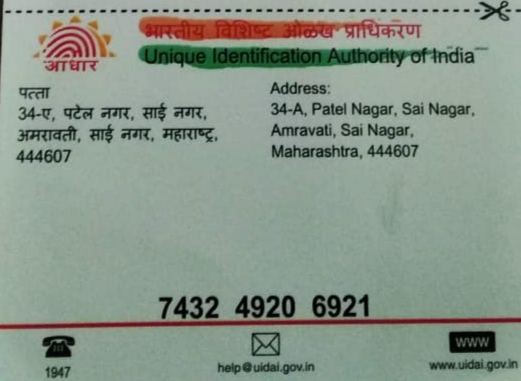 भारतीय विशिष्ट ओळख प्राधिकरण
Unique Identification Authority of India
आधार
पत्ता
34-ए, पटेल नगर, साई नगर,
अमरावती, साई नगर, महाराष्ट्र,
444607
Address:
34-A, Patel Nagar, Sai Nagar,
Amravati, Sai Nagar,
Maharashtra, 444607
7432 4920 6921
1947
help@uidai.gov.in
WWW
www.uidai.gov.in